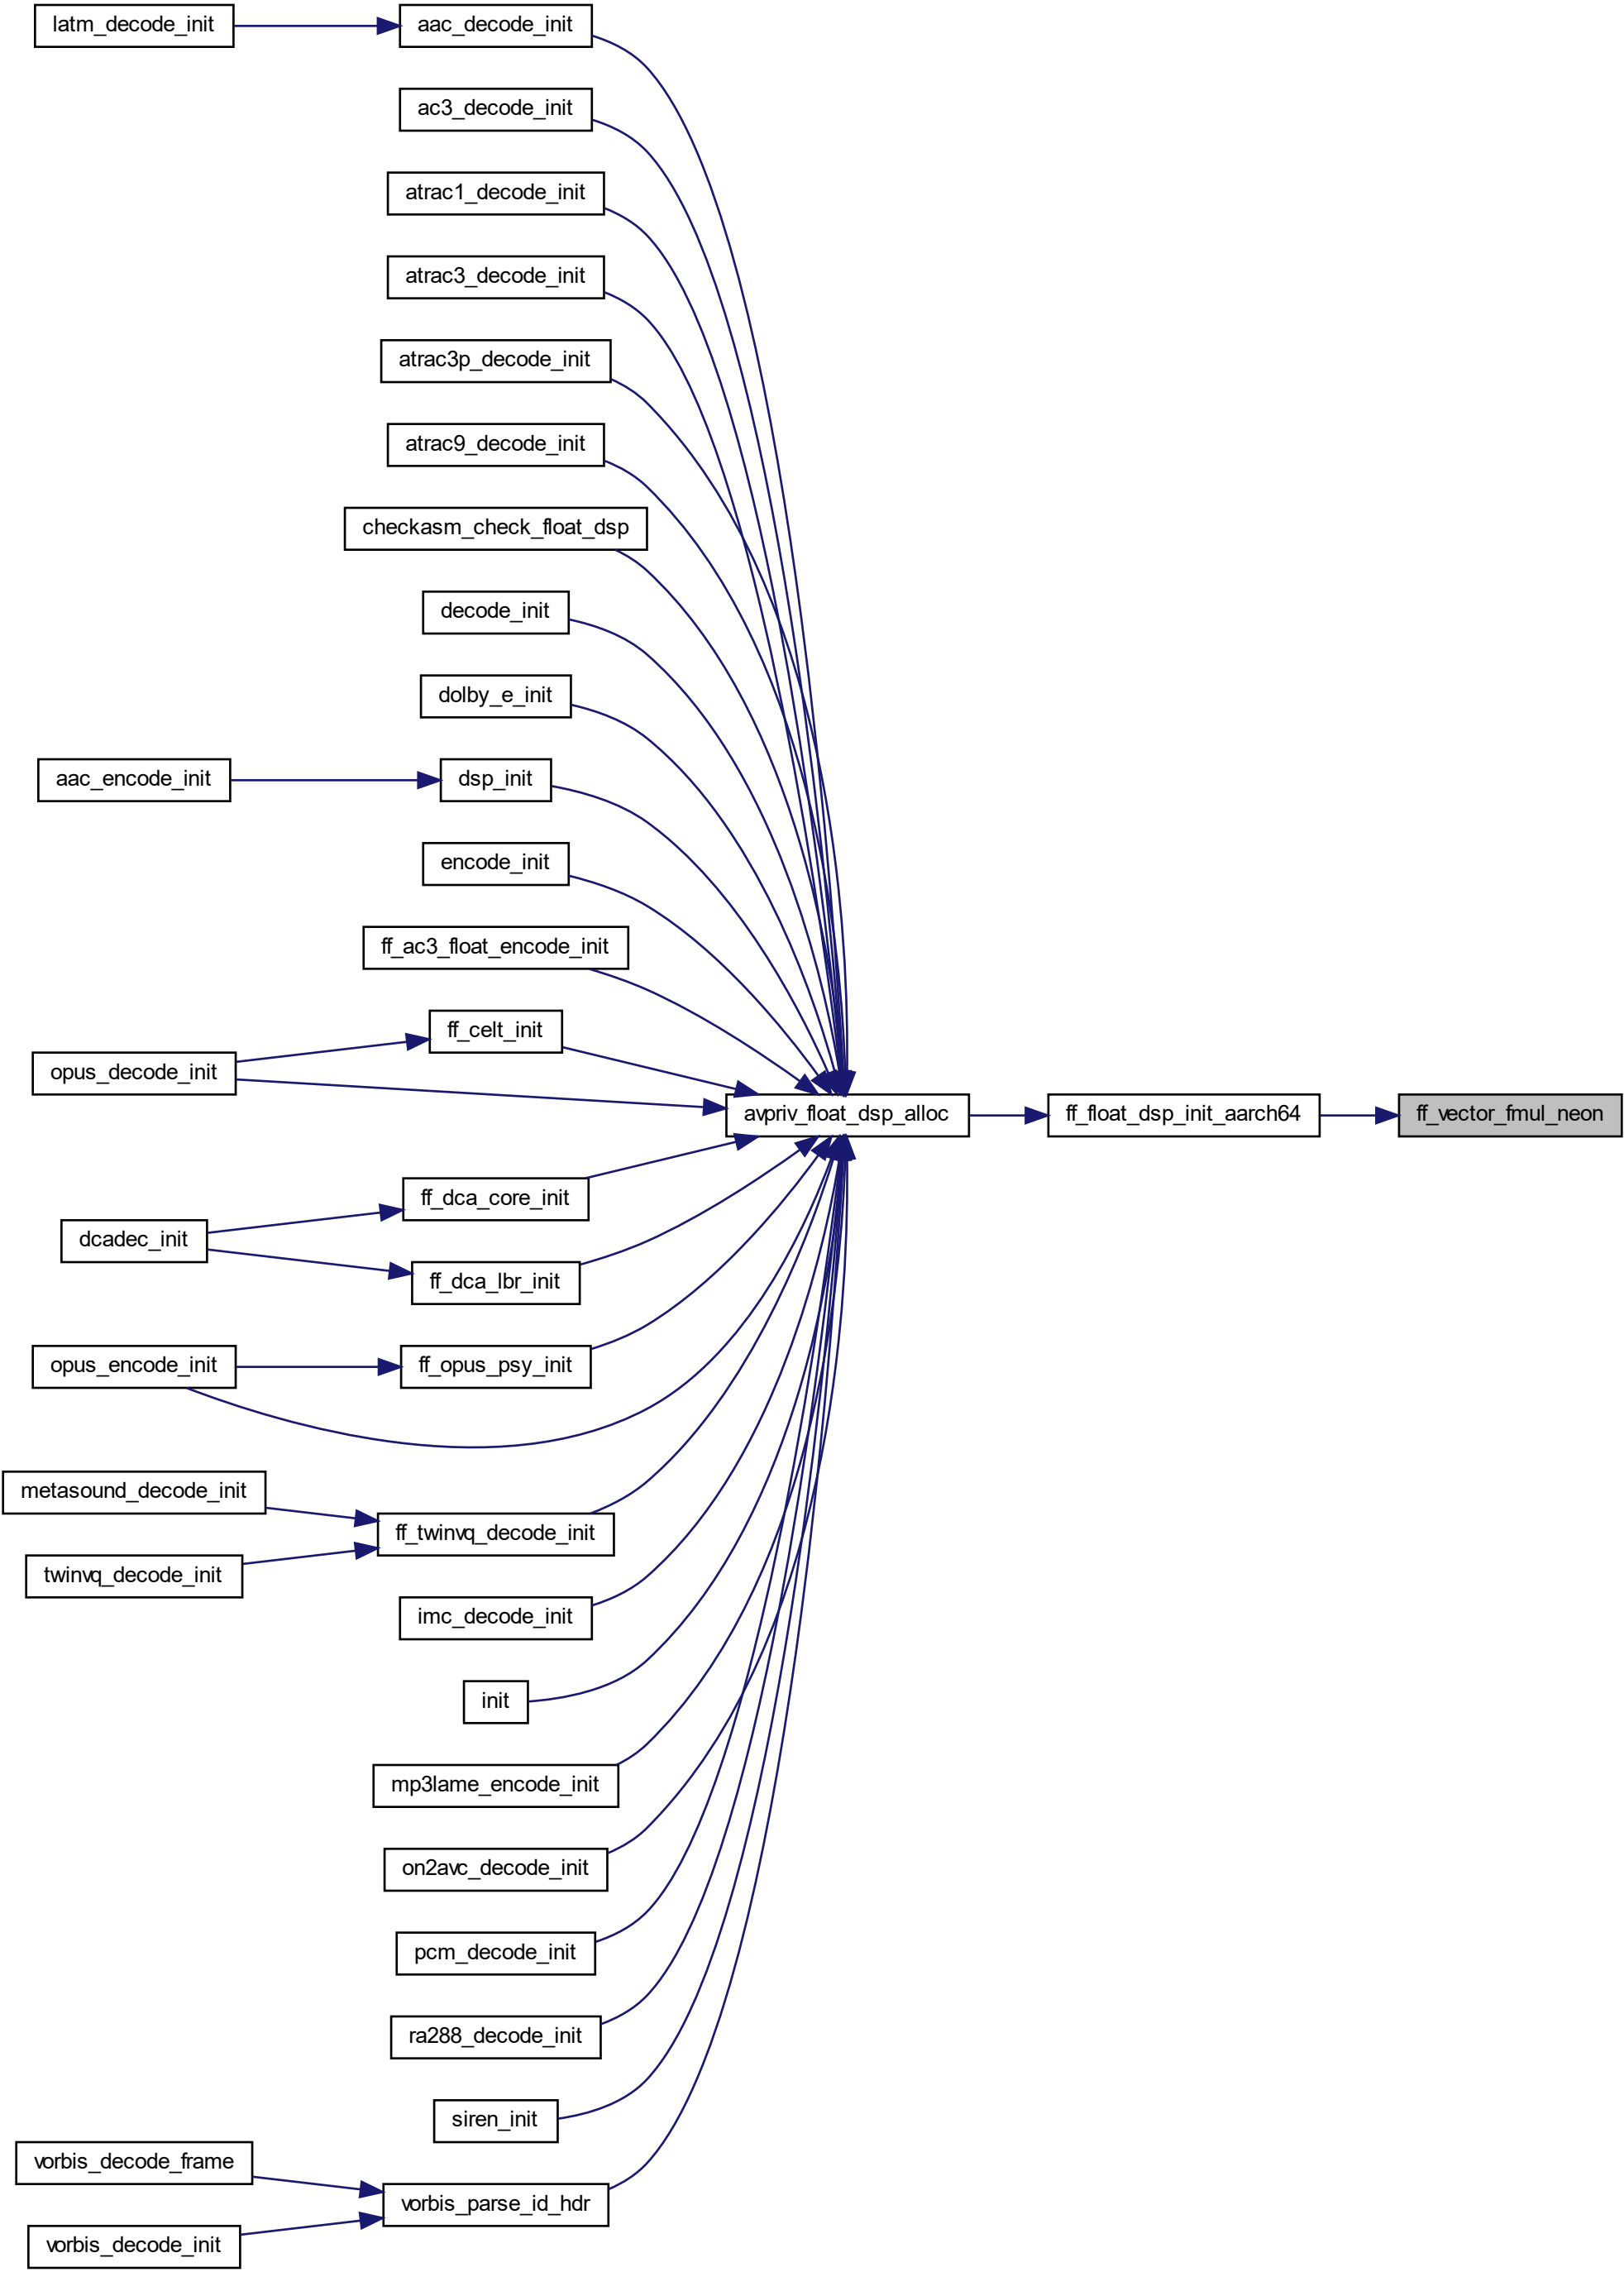 latm_decode_init
aac_decode_init
ac3_decode_init
atrac1_decode_init
atrac3_decode_init
atrac3p_decode_init
atrac9_decode_init
checkasm_check_float_dsp
decode_init
dolby_e_init
aac_encode_init
dsp_init
encode_init
ff_ac3_float_encode_init
ff_celt_init
opus_decode_init
avpriv_float_dsp_alloc
ff_float_dsp_init_aarch64
ff_vector_fmul_neon
ff_dca_core_init
dcadec_init
ff_dca_lbr_init
opus_encode_init
ff_opus_psy_init
metasound_decode_init
ff_twinvq_decode_init
twinvq_decode_init
imc_decode_init
init
mp3lame_encode_init
on2avc_decode_init
pcm_decode_init
ra288_decode_init
siren_init
vorbis_decode_frame
vorbis_parse_id_hdr
vorbis_decode_init